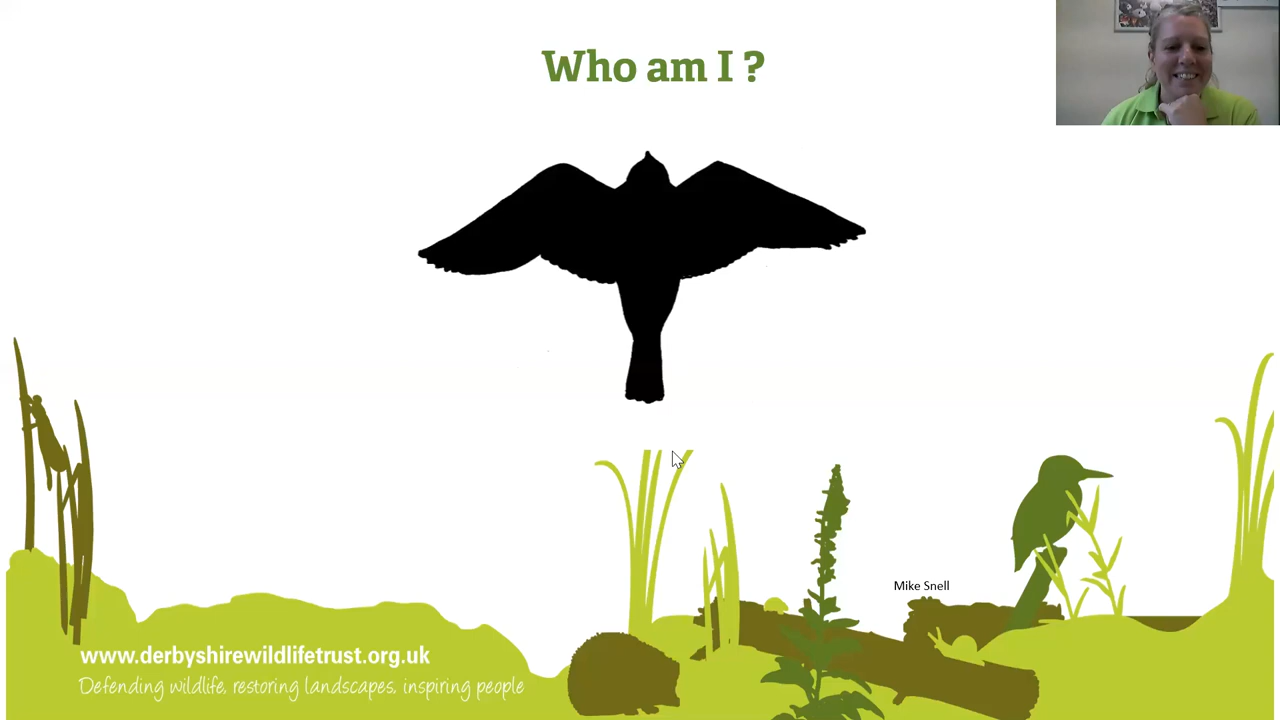 Who am I ?
Mike Snell
www.derbyshirewildlifetrust.org.uk
Defending wildlife, restoring landscapes, inspiring people